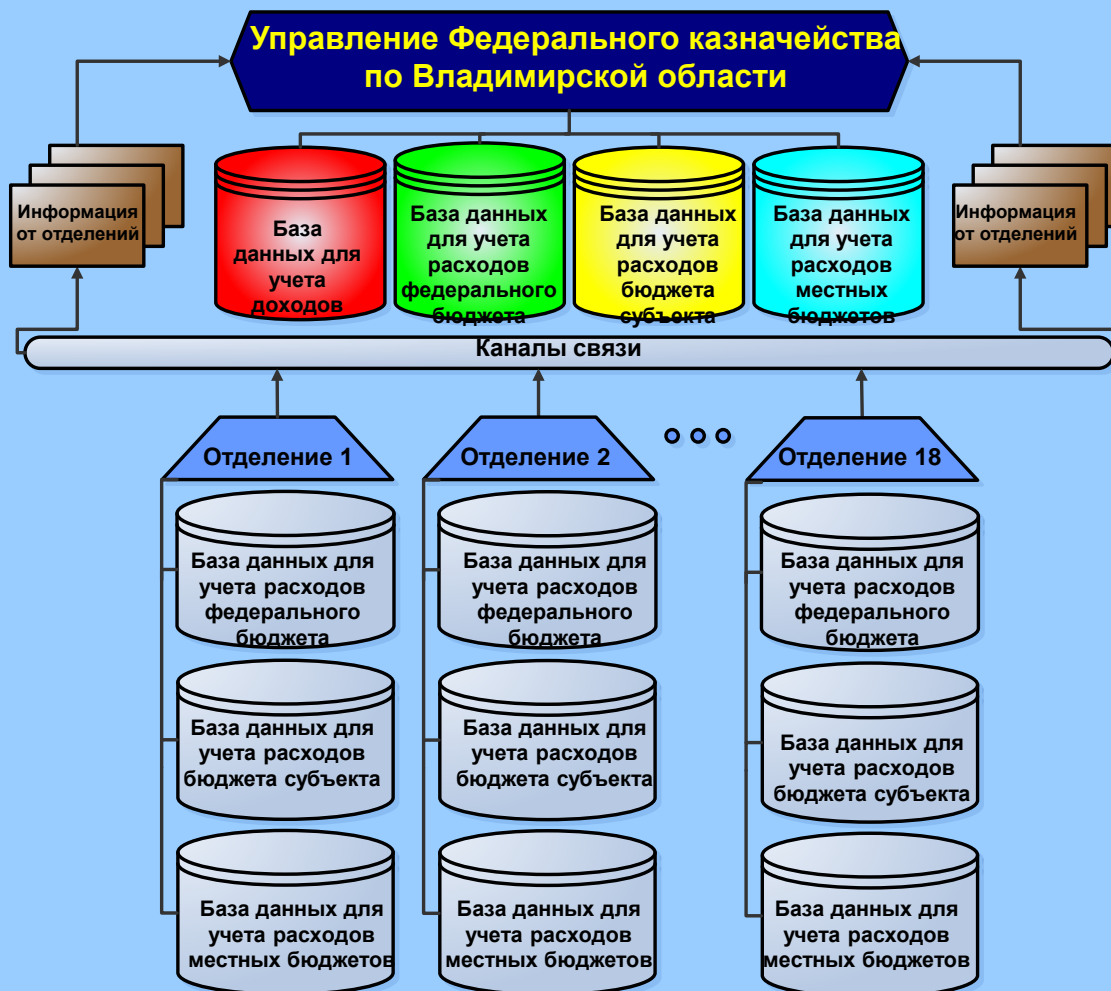 Управление Федерального казначейства
по Владимирской области
Информация
от отделений
База
данных для
учета
доходов
База данных
для учета
расходов
федерального
бюджета
База данных
для учета
расходов
бюджета
субъекта
База данных
для учета
расходов
местных
бюджетов
Информация
от отделений
Каналы связи
Отделение 1
Отделение 2
Отделение 18
База данных для
учета расходов
федерального
бюджета
База данных для
учета расходов
федерального
бюджета
База данных для
учета расходов
федерального
бюджета
База данных для
учета расходов
бюджета субъекта
База данных для
учета расходов
бюджета субъекта
База данных для
учета расходов
бюджета субъекта
База данных для
учета расходов
местных бюджетов
База данных для
учета расходов
местных бюджетов
База данных для
учета расходов
местных бюджетов